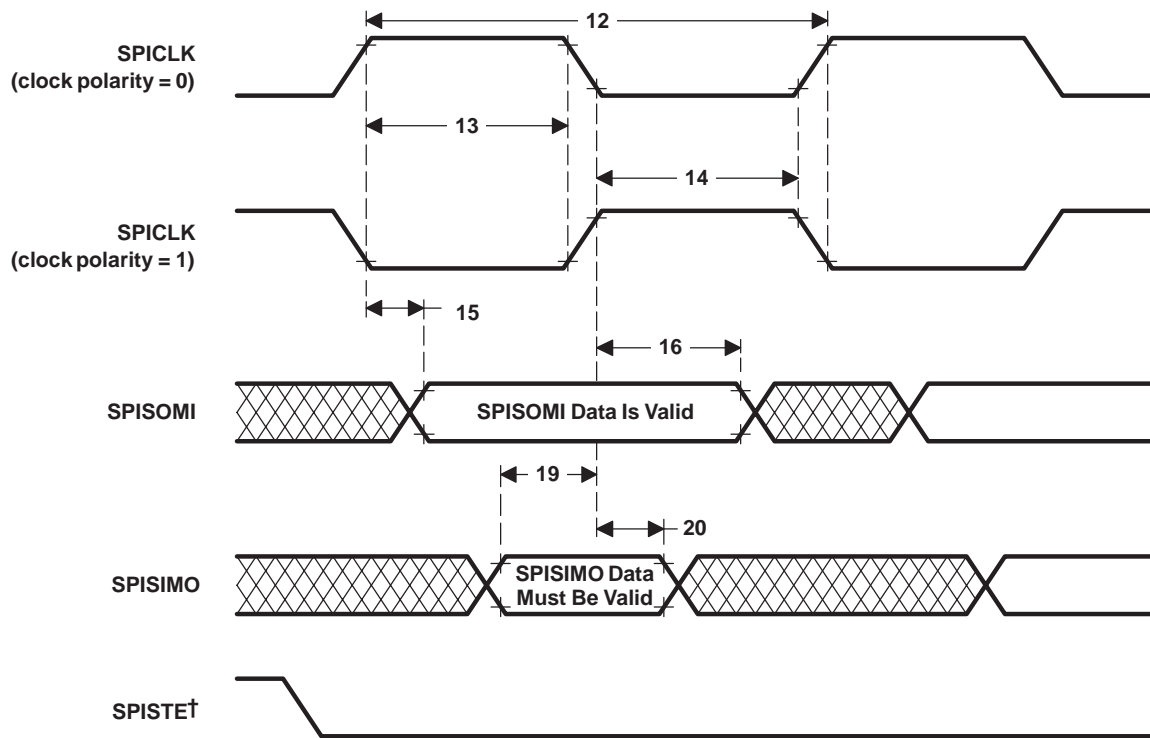 12
SPICLK
(clock polarity = 0)
13
14
SPICLK
(clock polarity = 1)
15
16
SPISOMI
SPISOMI Data Is Valid
19
20
SPISIMO
SPISIMO Data
Must Be Valid
SPISTE†